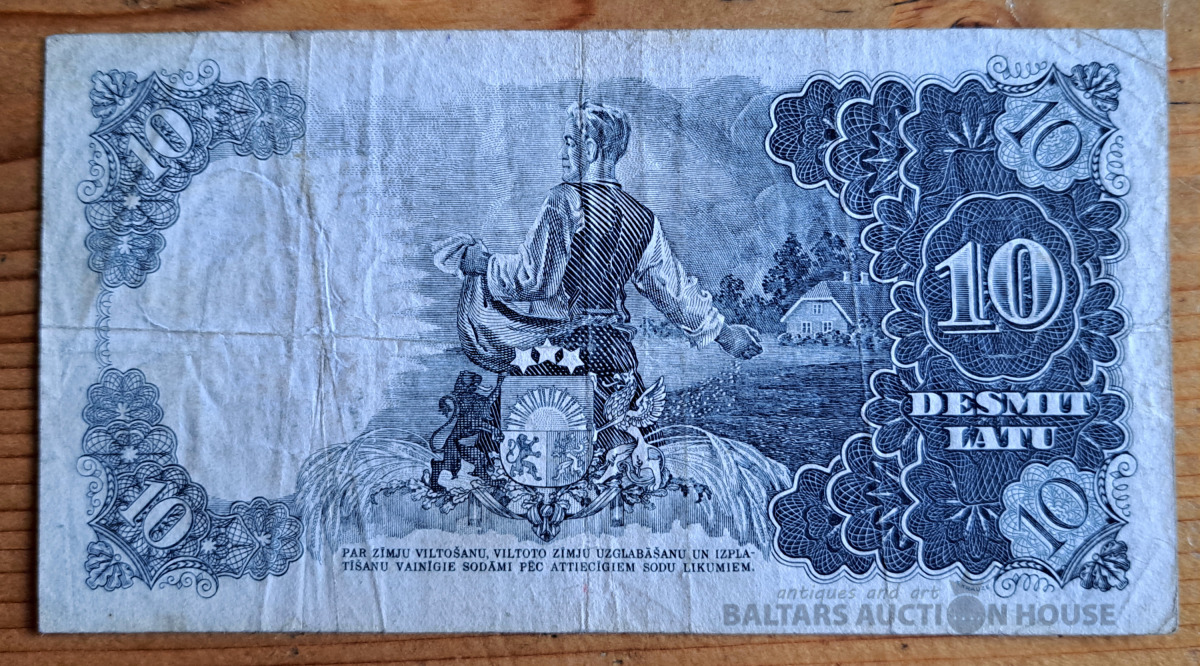 10
10
10
DESMIT
LATU
10
10
PAR ZĪMJU VILTOŠANU, VILTOTO ZĪMJU UZGLABĀŠANU UN IZPLA-
TĪŠANU VAINĪGIE SODĀMI PĒC ATTIECĪGIEM SODU LIKUMIEM.
antiques and art
BALTARS AUCTION HOUSE